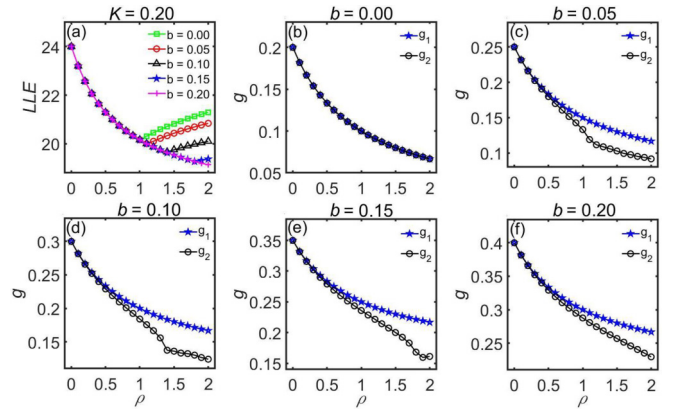 K = 0.20
b = 0.00
b = 0.05
(a)
b = 0.00
b = 0.05
b = 0.10
b = 0.15
b = 0.20
24
22
20
LLE
0 0.5 1 1.5 2
(b)
g1
g2
0.2
0.15
0.1
0.05
g
0 0.5 1 1.5 2
(c)
g1
g2
0.25
0.2
0.15
0.1
g
0 0.5 1 1.5 2
b = 0.10
b = 0.15
b = 0.20
(d)
g1
g2
0.3
0.25
0.2
0.15
g
0 0.5 1 1.5 2
ρ
(e)
g1
g2
0.35
0.3
0.25
0.2
0.15
g
0 0.5 1 1.5 2
ρ
(f)
g1
g2
0.4
0.35
0.3
0.25
g
0 0.5 1 1.5 2
ρ